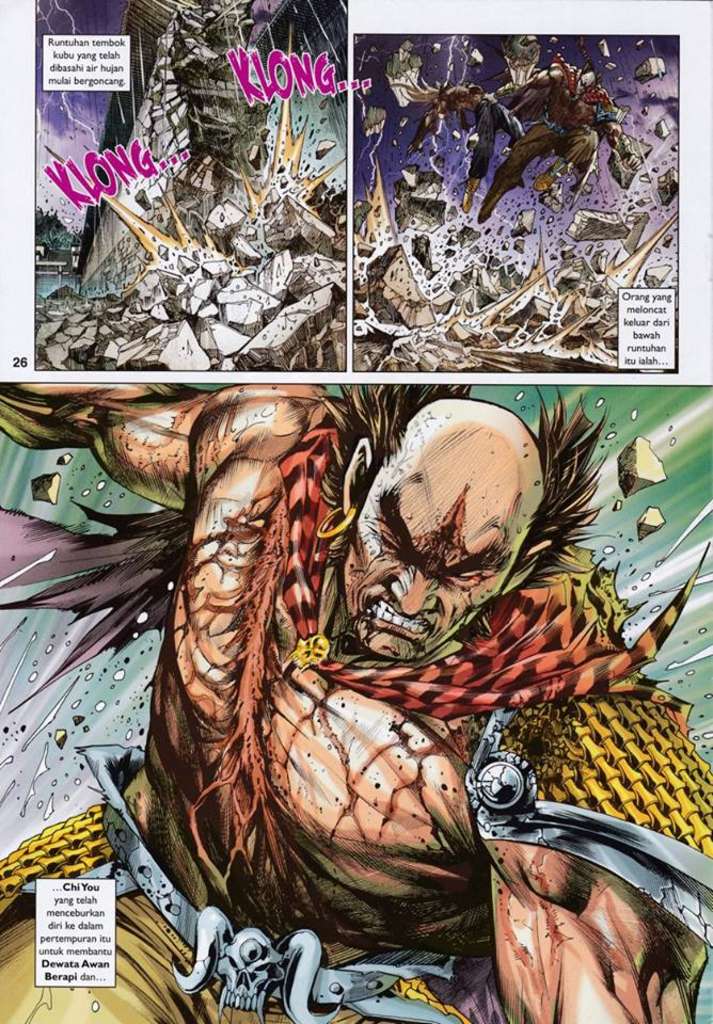 Runtuhan tembok
kubu yang telah
dibasahi air hujan
mulai bergoncang.
KLONG...
KLONG...
Orang yang
meloncat
keluar dari
bawah
runtuhan
itu ialah...
26
...Chi You
yang telah
menceburkan
diri ke dalam
pertempuran itu
untuk membantu
Dewata Awan
Berapi dan...